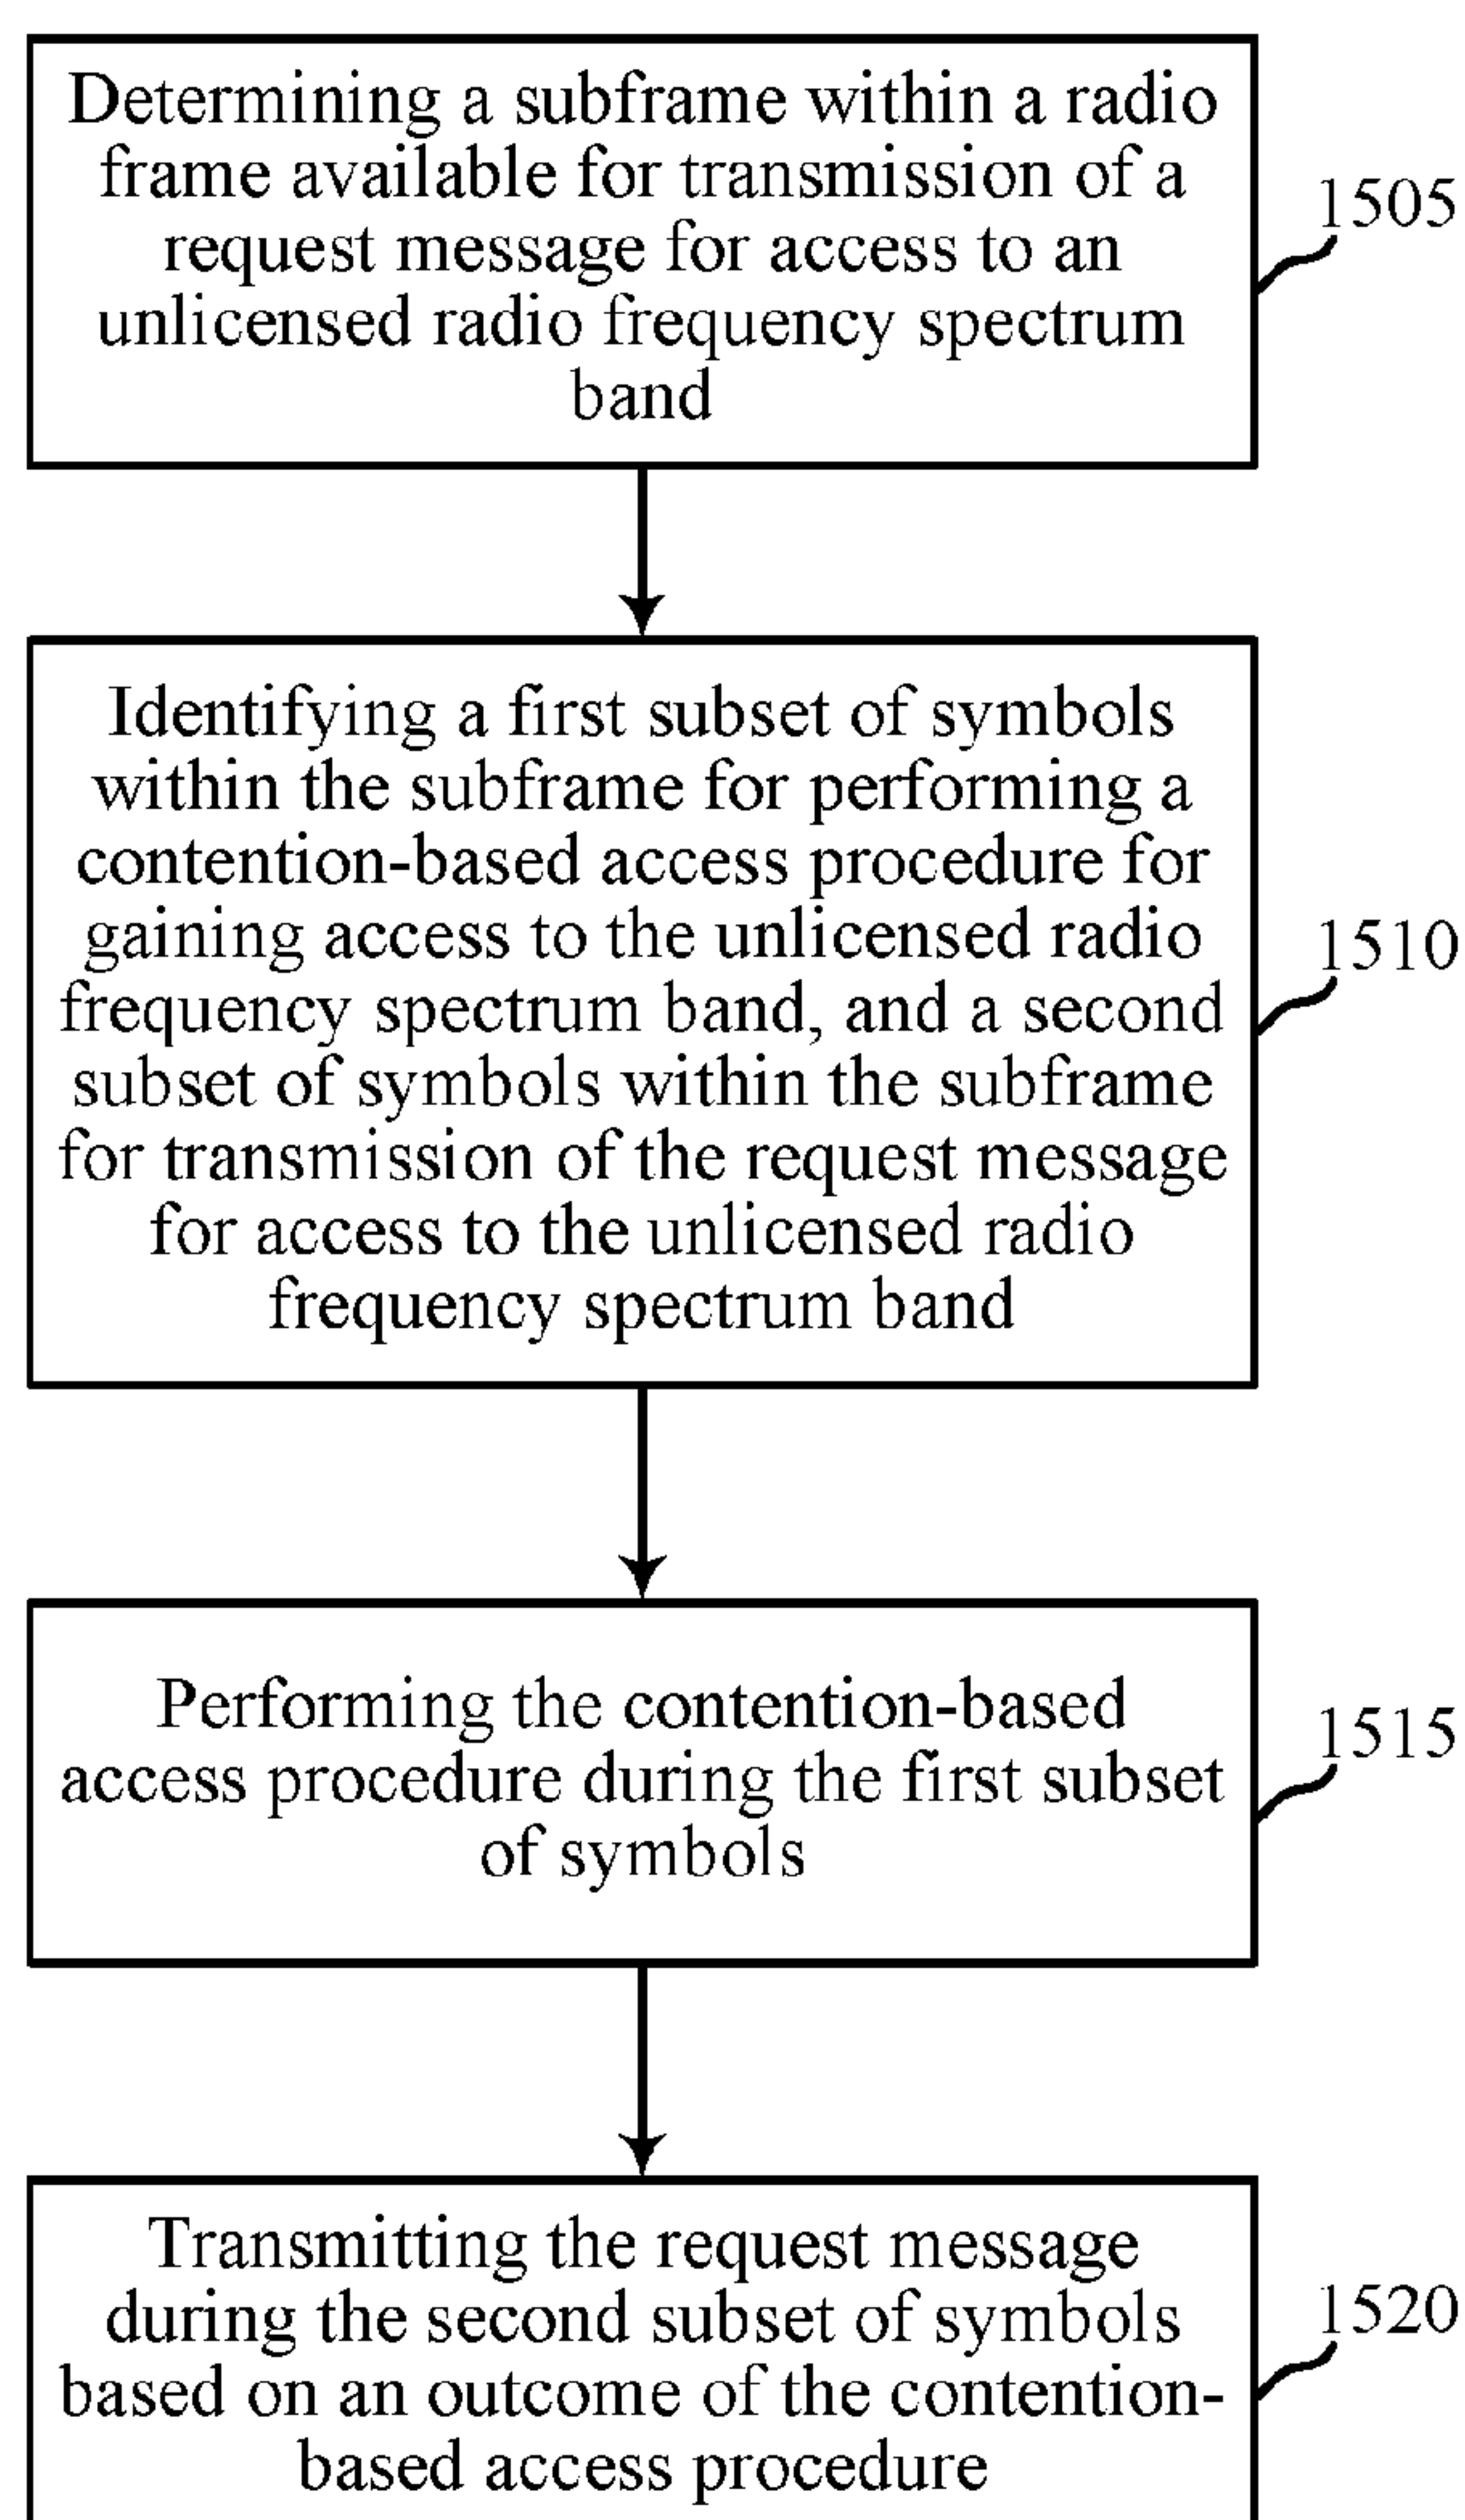 Determining a subframe within a radio
frame available for transmission of a
request message for access to an
unlicensed radio frequency spectrum
band
1505
Identifying a first subset of symbols
within the subframe for performing a
contention-based access procedure for
gaining access to the unlicensed radio
frequency spectrum band, and a second
subset of symbols within the subframe
for transmission of the request message
for access to the unlicensed radio
frequency spectrum band
1510
Performing the contention-based
access procedure during the first subset
of symbols
1515
Transmitting the request message
during the second subset of symbols
based on an outcome of the contention-
based access procedure
1520